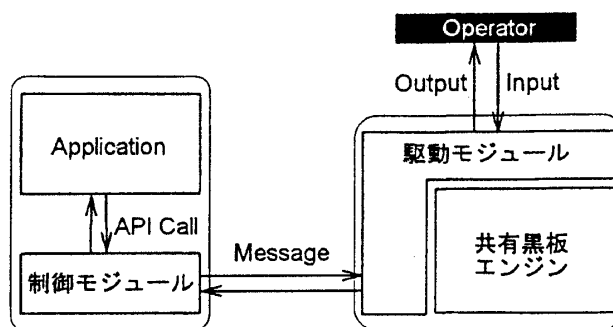 Operator
Output
Input
Application
駆動モジュール
API Call
共有黒板
エンジン
Message
制御モジュール